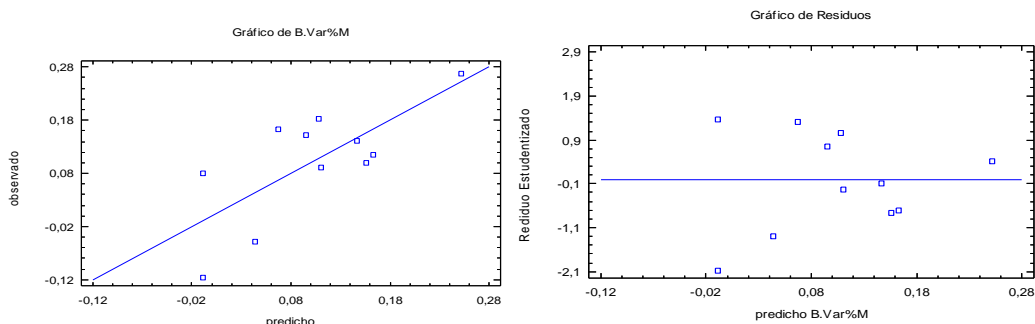 Gráfico de B.Var%M
observado
0,28
0,18
0,08
-0,02
-0,12
-0,12 -0,02 0,08 0,18 0,28
predicho
Gráfico de Residuos
Rediduo Estudentizado
2,9
1,9
0,9
-0,1
-1,1
-2,1
-0,12 -0,02 0,08 0,18 0,28
predicho B.Var%M